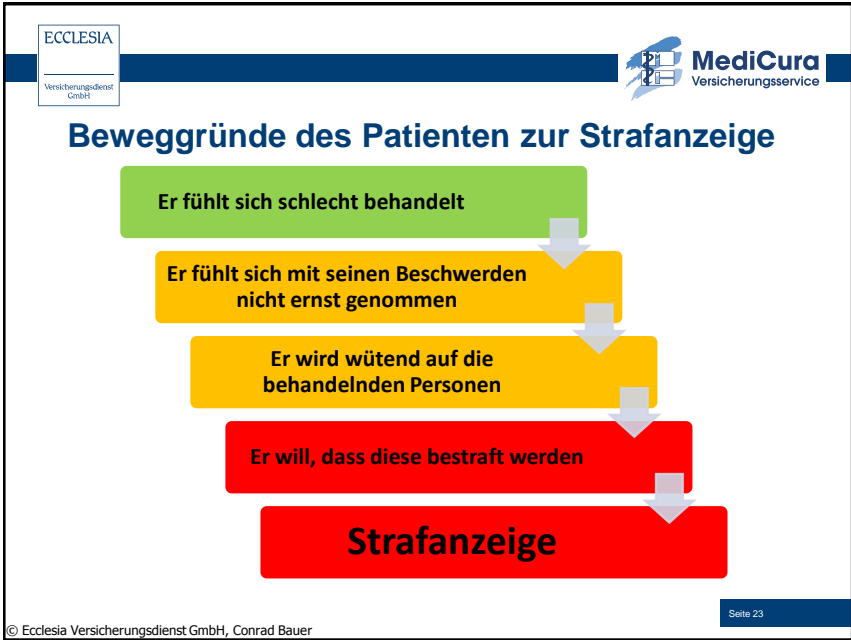 ECCLESIA
Versicherungsdienst
GmbH
MediCura
Versicherungsservice
Beweggründe des Patienten zur Strafanzeige
Er fühlt sich schlecht behandelt
Er fühlt sich mit seinen Beschwerden
nicht ernst genommen
Er wird wütend auf die
behandelnden Personen
Er will, dass diese bestraft werden
Strafanzeige
Seite 23
© Ecclesia Versicherungsdienst GmbH, Conrad Bauer